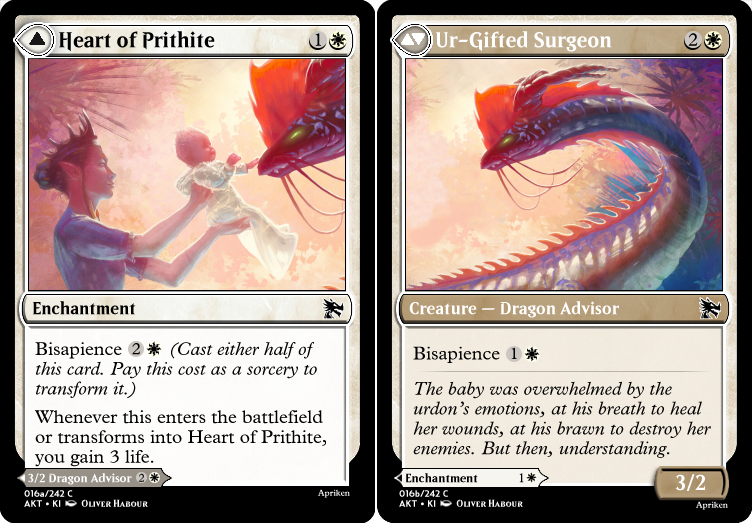 Heart of Prithite
1
Enchantment
Bisapience 2 (Cast either half of
this card. Pay this cost as a sorcery to
transform it.)
Whenever this enters the battlefield
or transforms into Heart of Prithite,
you gain 3 life.
3/2 Dragon Advisor 2
016a/242 C
AKT • KI Oliver Habour
Apriken
Ur-Gifted Surgeon
2
Creature — Dragon Advisor
Bisapience 1
The baby was overwhelmed by the
urdon's emotions, at his breath to heal
her wounds, at his brawn to destroy her
enemies. But then, understanding.
Enchantment 1
3/2
016b/242 C
AKT • KI Oliver Habour
Apriken